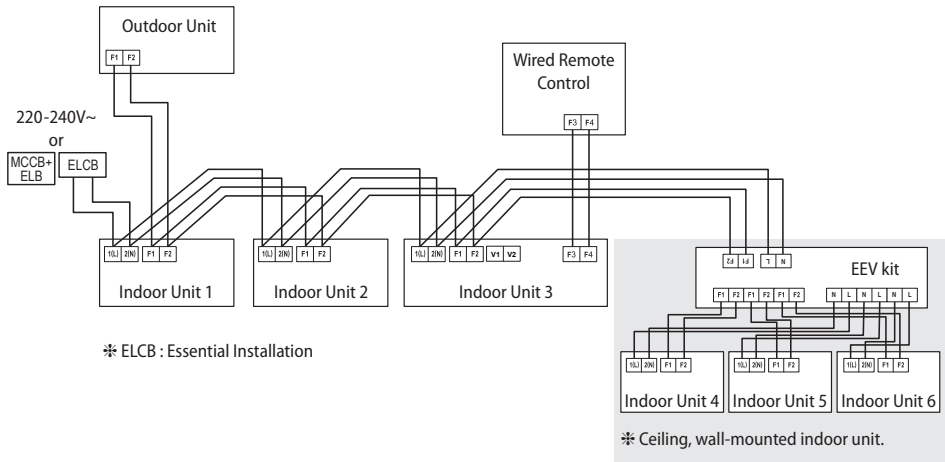 Outdoor Unit
F1 F2
Wired Remote
Control
F3 F4
220-240V~
or
MCCB+
ELB
ELCB
1(L) 2(N) F1 F2
Indoor Unit 1
1(L) 2(N) F1 F2
Indoor Unit 2
1(L) 2(N) F1 F2 V1 V2 F3 F4
Indoor Unit 3
F2 F1 L N
EEV kit
F1 F2 F1 F2 F1 F2 N L N L N L
1(L) 2(N) F1 F2
Indoor Unit 4
1(L) 2(N) F1 F2
Indoor Unit 5
1(L) 2(N) F1 F2
Indoor Unit 6
❈ ELCB : Essential Installation
❈ Ceiling, wall-mounted indoor unit.